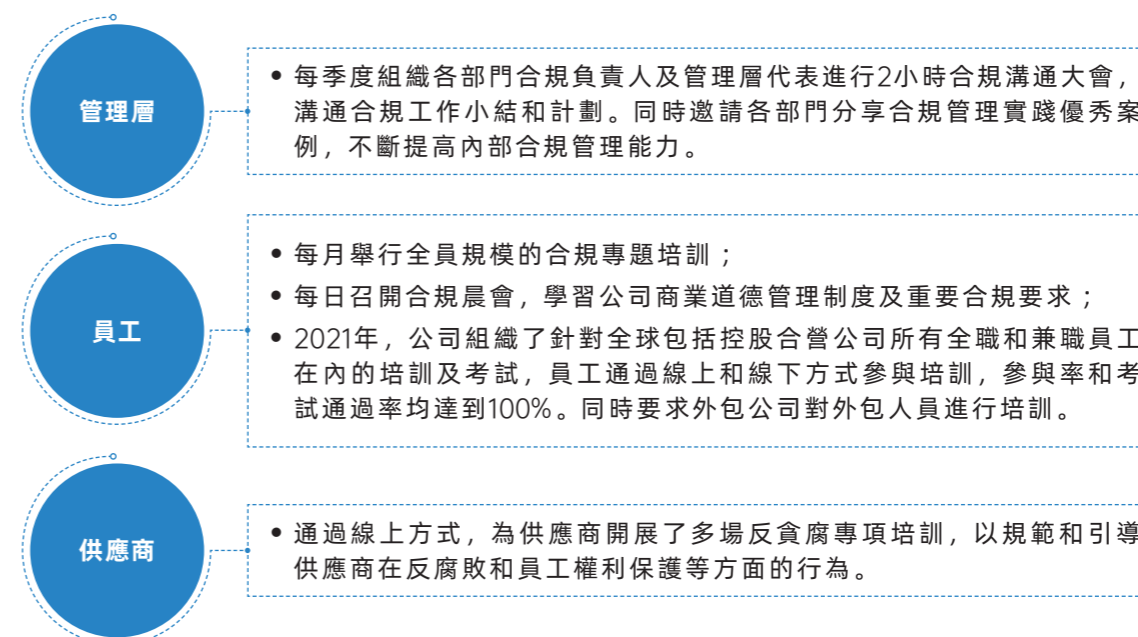 管理層
• 每季度組織各部門合規負責人及管理層代表進行2小時合規溝通大會，
溝通合規工作小結和計劃。同時邀請各部門分享合規管理實踐優秀案
例，不斷提高內部合規管理能力。
員工
• 每月舉行全員規模的合規專題培訓；
• 每日召開合規晨會，學習公司商業道德管理制度及重要合規要求；
• 2021年，公司組織了針對全球包括控股合營公司所有全職和兼職員工
在內的培訓及考試，員工通過線上和線下方式參與培訓，參與率和考
試通過率均達到100%。同時要求外包公司對外包人員進行培訓。
供應商
• 通過線上方式，為供應商開展了多場反貪腐專項培訓，以規範和引導
供應商在反腐敗和員工權利保護等方面的行為。